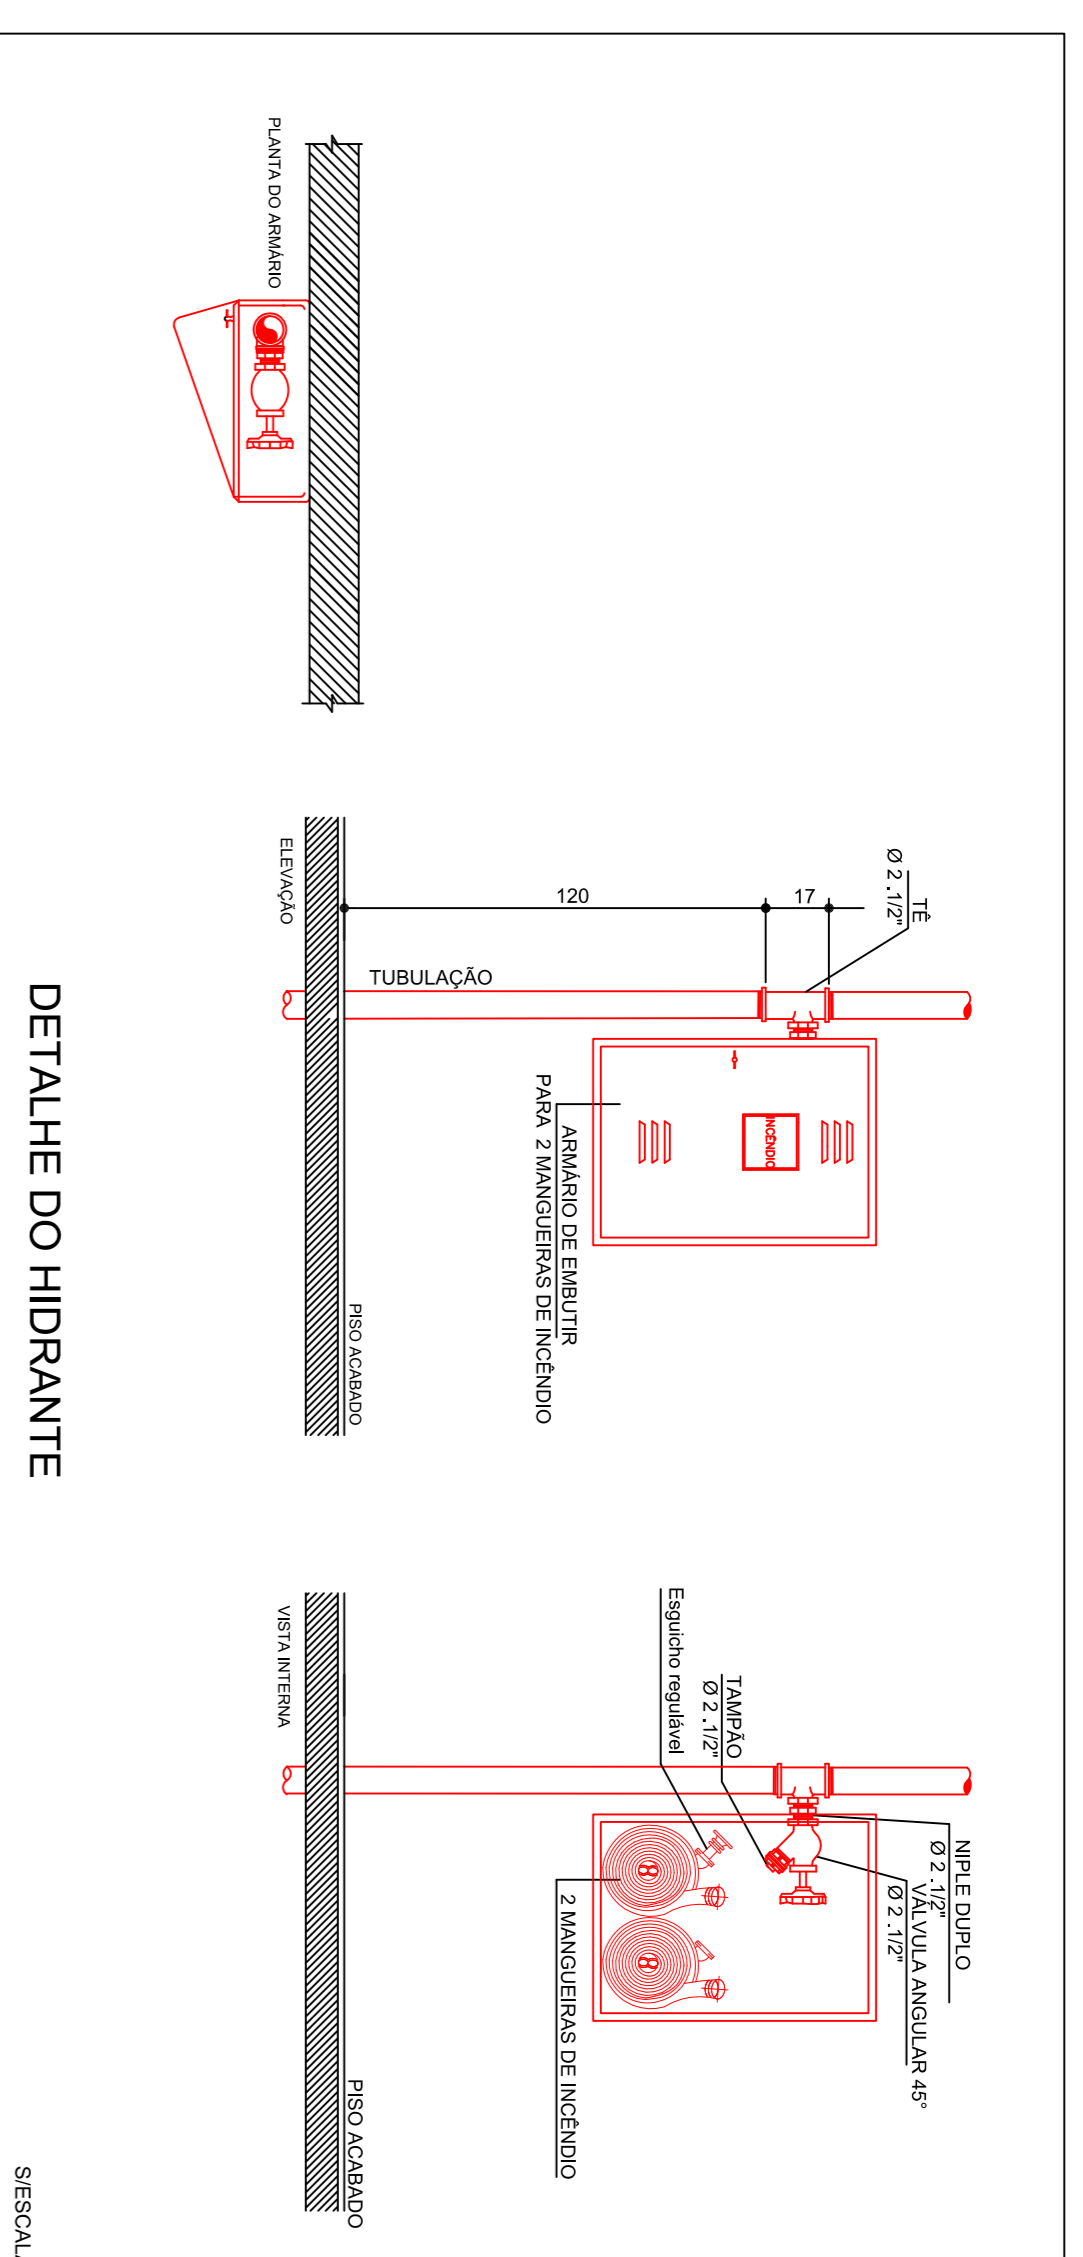 PLANTA DO ARMÁRIO
TÊ
Ø 2 .1/2"
17
120
TUBULAÇÃO
INCÊNDIO
ARMÁRIO DE EMBUTIR
PARA 2 MANGUEIRAS DE INCÊNDIO
PISO ACABADO
ELEVAÇÃO
NIPLE DUPLO
Ø 2 .1/2"
VÁLVULA ANGULAR 45°
Ø 2 .1/2"
TAMPÃO
Ø 2 .1/2"
Esguicho regulável
2 MANGUEIRAS DE INCÊNDIO
PISO ACABADO
VISTA INTERNA
DETALHE DO HIDRANTE
S/ESCALA